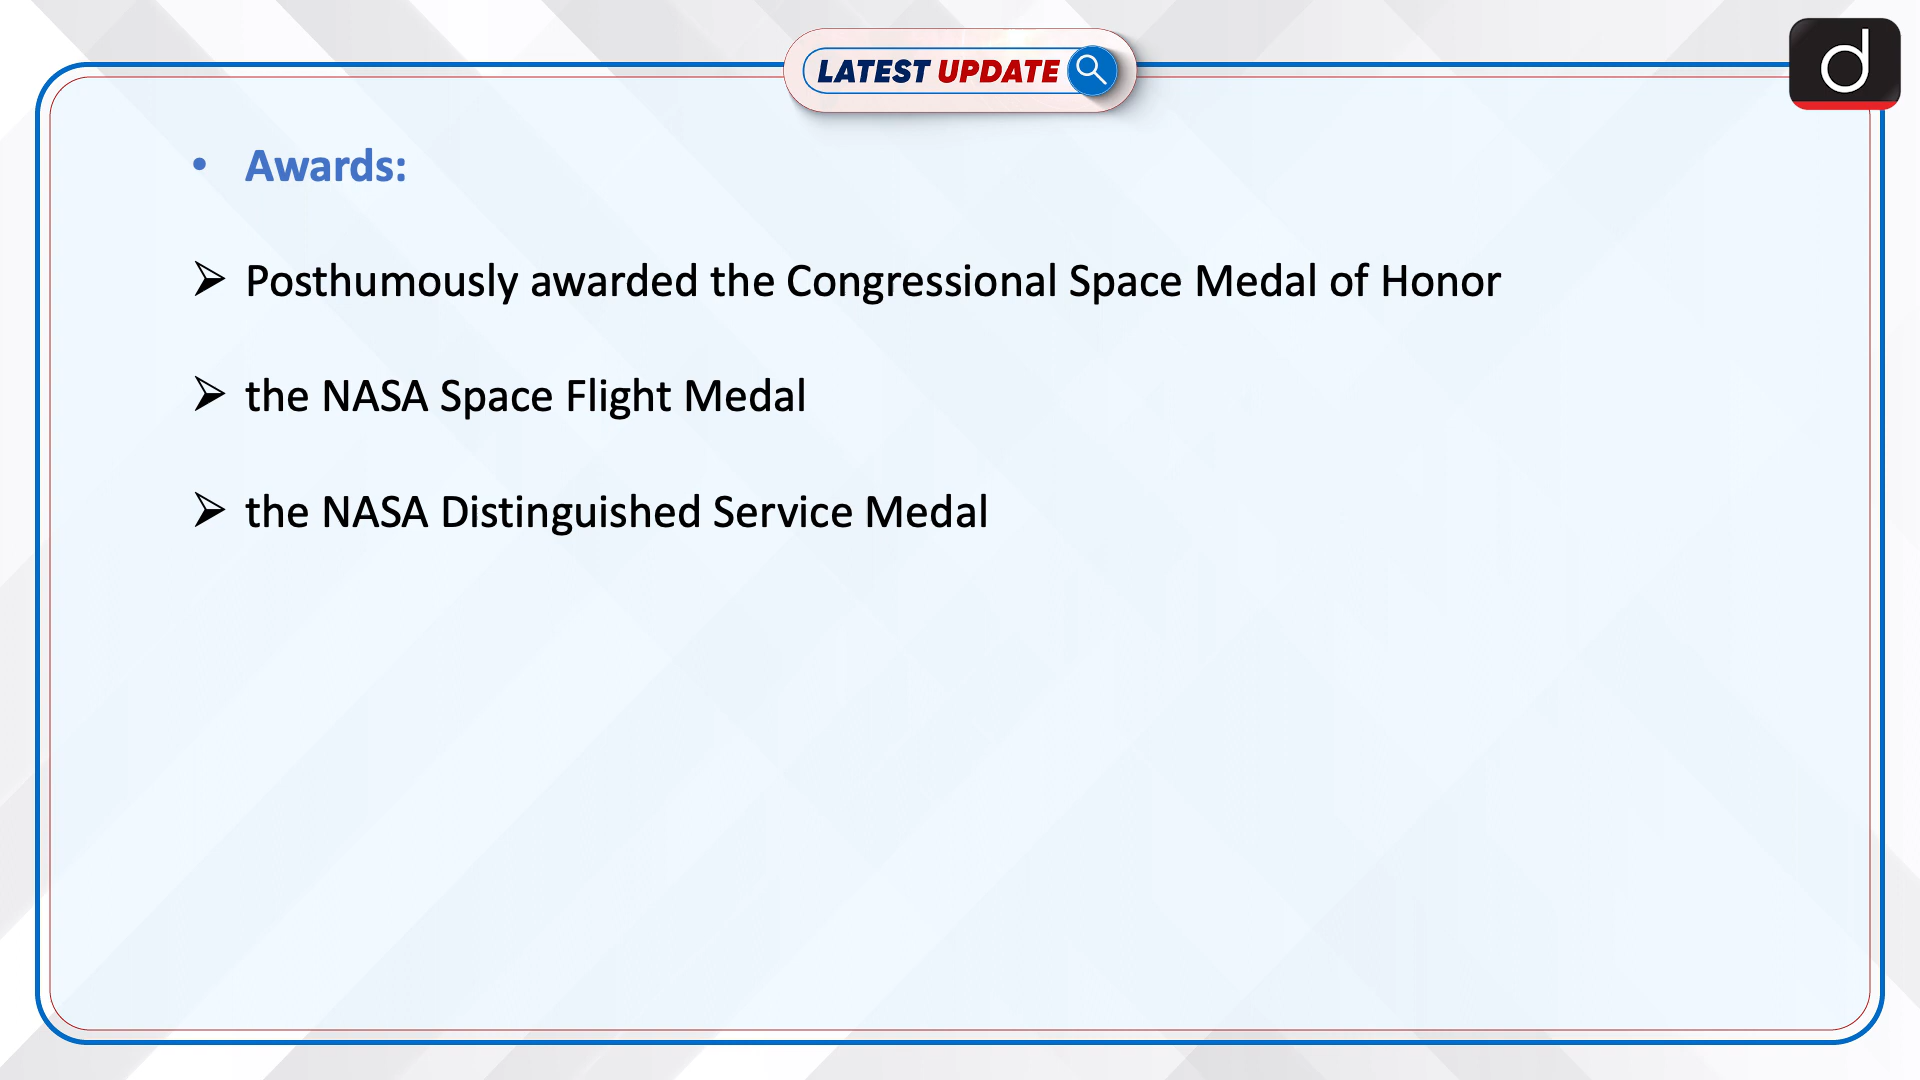 LATEST UPDATE
d
• Awards:
➢ Posthumously awarded the Congressional Space Medal of Honor
➢ the NASA Space Flight Medal
➢ the NASA Distinguished Service Medal